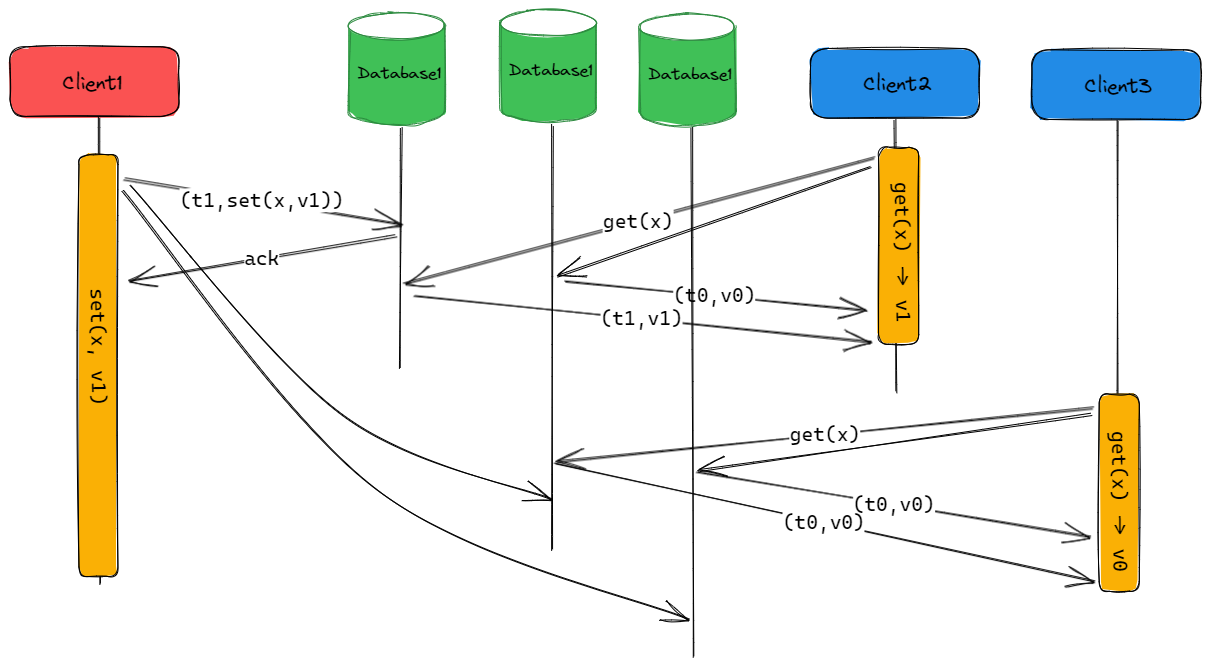 Client1
Database1
Database1
Database1
Client2
Client3
(t1,set(x,v1))
ack
set(x, v1)
get(x)
(t0,v0)
(t1,v1)
get(x) → v1
get(x)
(t0,v0)
(t0,v0)
get(x) → v0